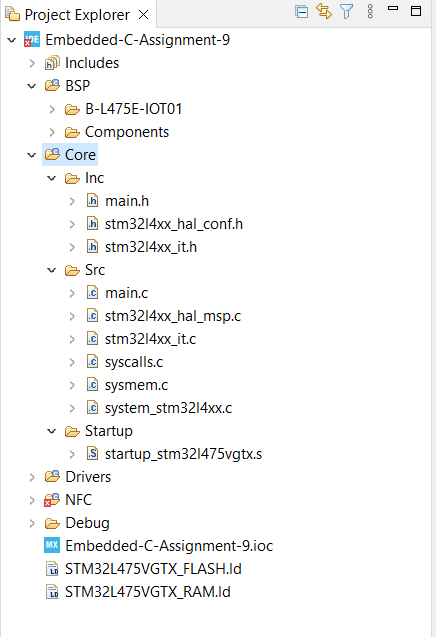 Project Explorer
Embedded-C-Assignment-9
Includes
BSP
B-L475E-IOT01
Components
Core
Inc
main.h
stm32l4xx_hal_conf.h
stm32l4xx_it.h
Src
main.c
stm32l4xx_hal_msp.c
stm32l4xx_it.c
syscalls.c
sysmem.c
system_stm32l4xx.c
Startup
startup_stm32l475vgtx.s
Drivers
NFC
Debug
MX Embedded-C-Assignment-9.ioc
STM32L475VGTX_FLASH.ld
STM32L475VGTX_RAM.ld